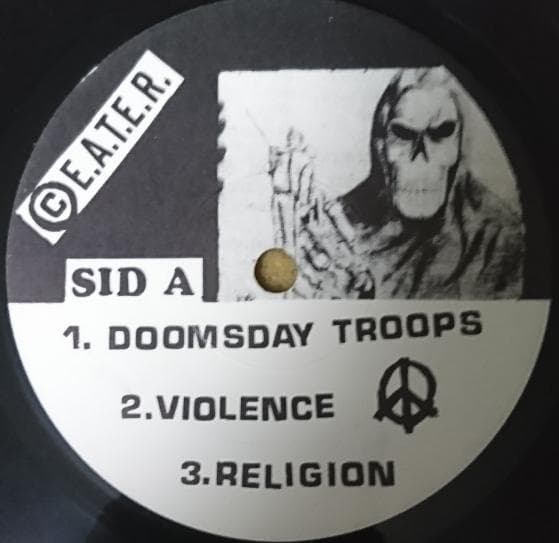 © E.A.T.E.R.
SID A
1. DOOMSDAY TROOPS
2. VIOLENCE
3. RELIGION